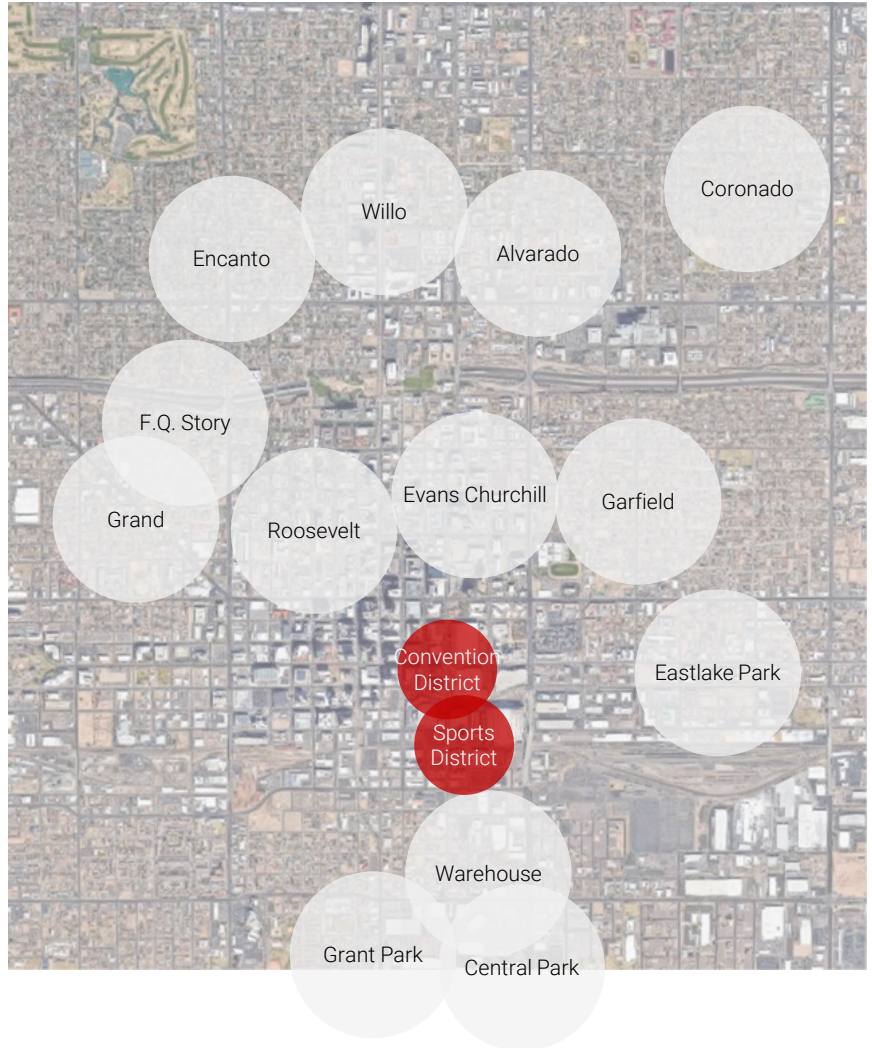 Coronado
Willo
Alvarado
Encanto
F.Q. Story
Evans Churchill
Garfield
Grand
Roosevelt
Convention
District
Eastlake Park
Sports
District
Warehouse
Grant Park
Central Park